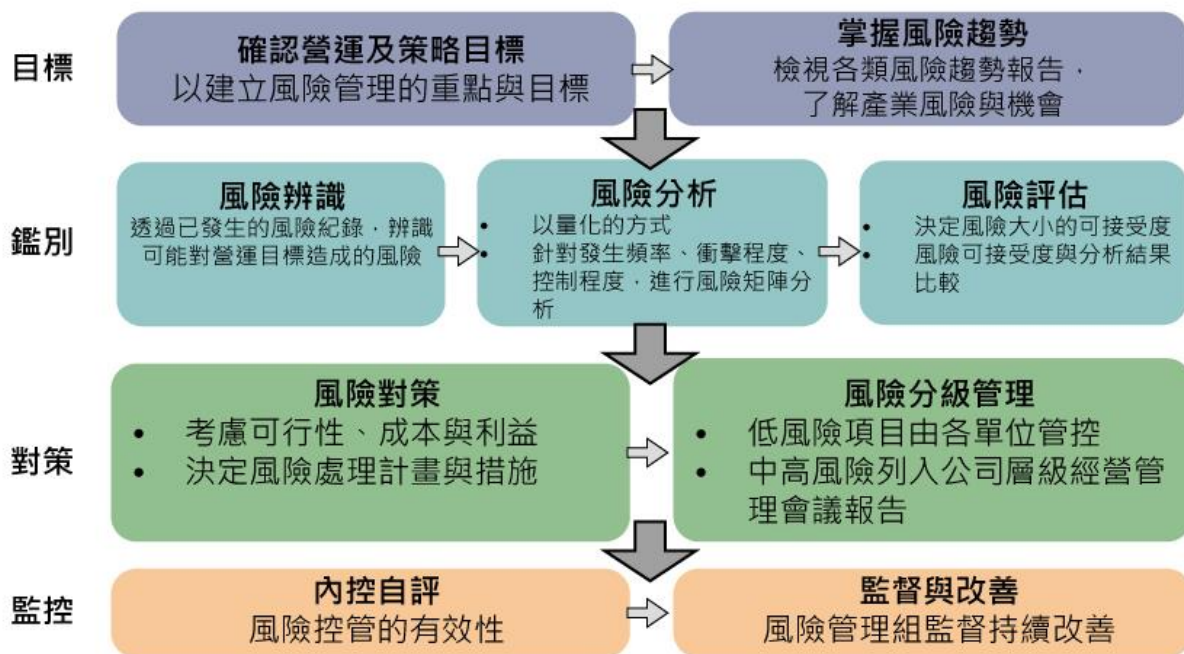 目標
確認營運及策略目標
以建立風險管理的重點與目標
掌握風險趨勢
檢視各類風險趨勢報告，
了解產業風險與機會
鑑別
風險辨識
透過已發生的風險紀錄，辨識
可能對營運目標造成的風險
風險分析
• 以量化的方式
• 針對發生頻率、衝擊程度、
控制程度，進行風險矩陣分
析
風險評估
• 決定風險大小的可接受度
• 風險可接受度與分析結果
比較
對策
風險對策
• 考慮可行性、成本與利益
• 決定風險處理計畫與措施
風險分級管理
• 低風險項目由各單位管控
• 中高風險列入公司層級經營管
理會議報告
監控
內控自評
風險控管的有效性
監督與改善
風險管理組監督持續改善